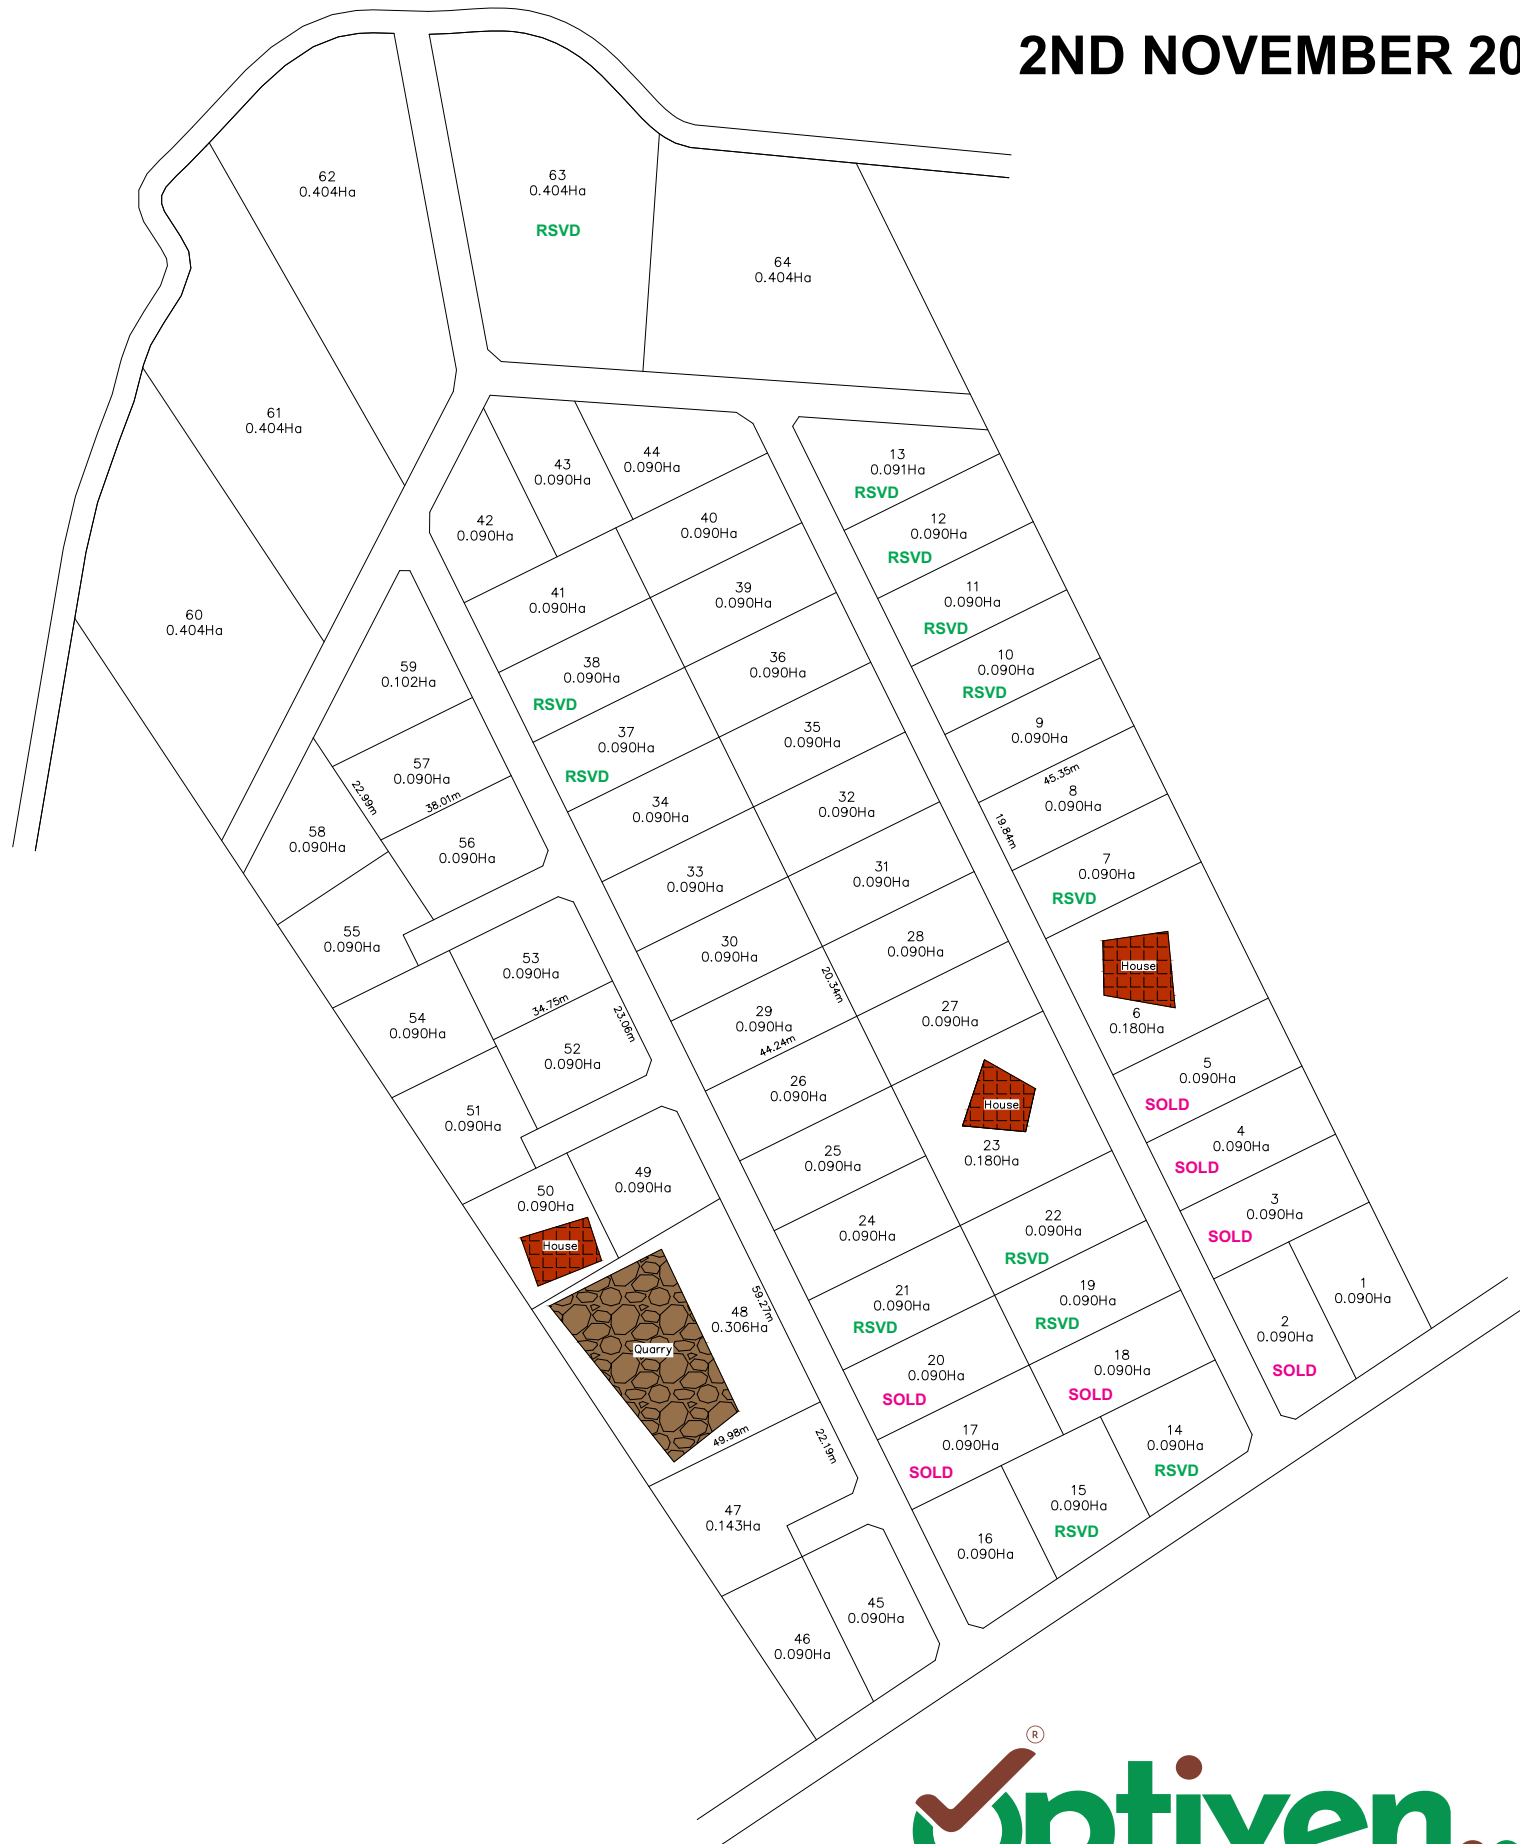 2ND NOVEMBER 20
62
0.404Ha
63
0.404Ha
RSVD
64
0.404Ha
61
0.404Ha
60
0.404Ha
44
0.090Ha
43
0.090Ha
42
0.090Ha
13
0.091Ha
RSVD
12
0.090Ha
RSVD
11
0.090Ha
RSVD
10
0.090Ha
RSVD
9
0.090Ha
45.35m
8
0.090Ha
19.84m
7
0.090Ha
RSVD
House
6
0.180Ha
5
0.090Ha
SOLD
4
0.090Ha
SOLD
3
0.090Ha
SOLD
2
0.090Ha
SOLD
1
0.090Ha
40
0.090Ha
41
0.090Ha
39
0.090Ha
38
0.090Ha
RSVD
36
0.090Ha
37
0.090Ha
RSVD
35
0.090Ha
34
0.090Ha
32
0.090Ha
33
0.090Ha
31
0.090Ha
30
0.090Ha
28
0.090Ha
20.34m
29
0.090Ha
44.24m
27
0.090Ha
26
0.090Ha
House
23
0.180Ha
25
0.090Ha
24
0.090Ha
22
0.090Ha
RSVD
21
0.090Ha
RSVD
19
0.090Ha
RSVD
20
0.090Ha
SOLD
18
0.090Ha
SOLD
17
0.090Ha
SOLD
14
0.090Ha
RSVD
15
0.090Ha
RSVD
16
0.090Ha
59
0.102Ha
57
0.090Ha
22.99m
38.01m
58
0.090Ha
56
0.090Ha
55
0.090Ha
53
0.090Ha
34.75m
23.06m
54
0.090Ha
52
0.090Ha
51
0.090Ha
49
0.090Ha
50
0.090Ha
House
59.27m
48
0.306Ha
Quarry
49.98m
22.19m
47
0.143Ha
45
0.090Ha
46
0.090Ha
®
Optiven